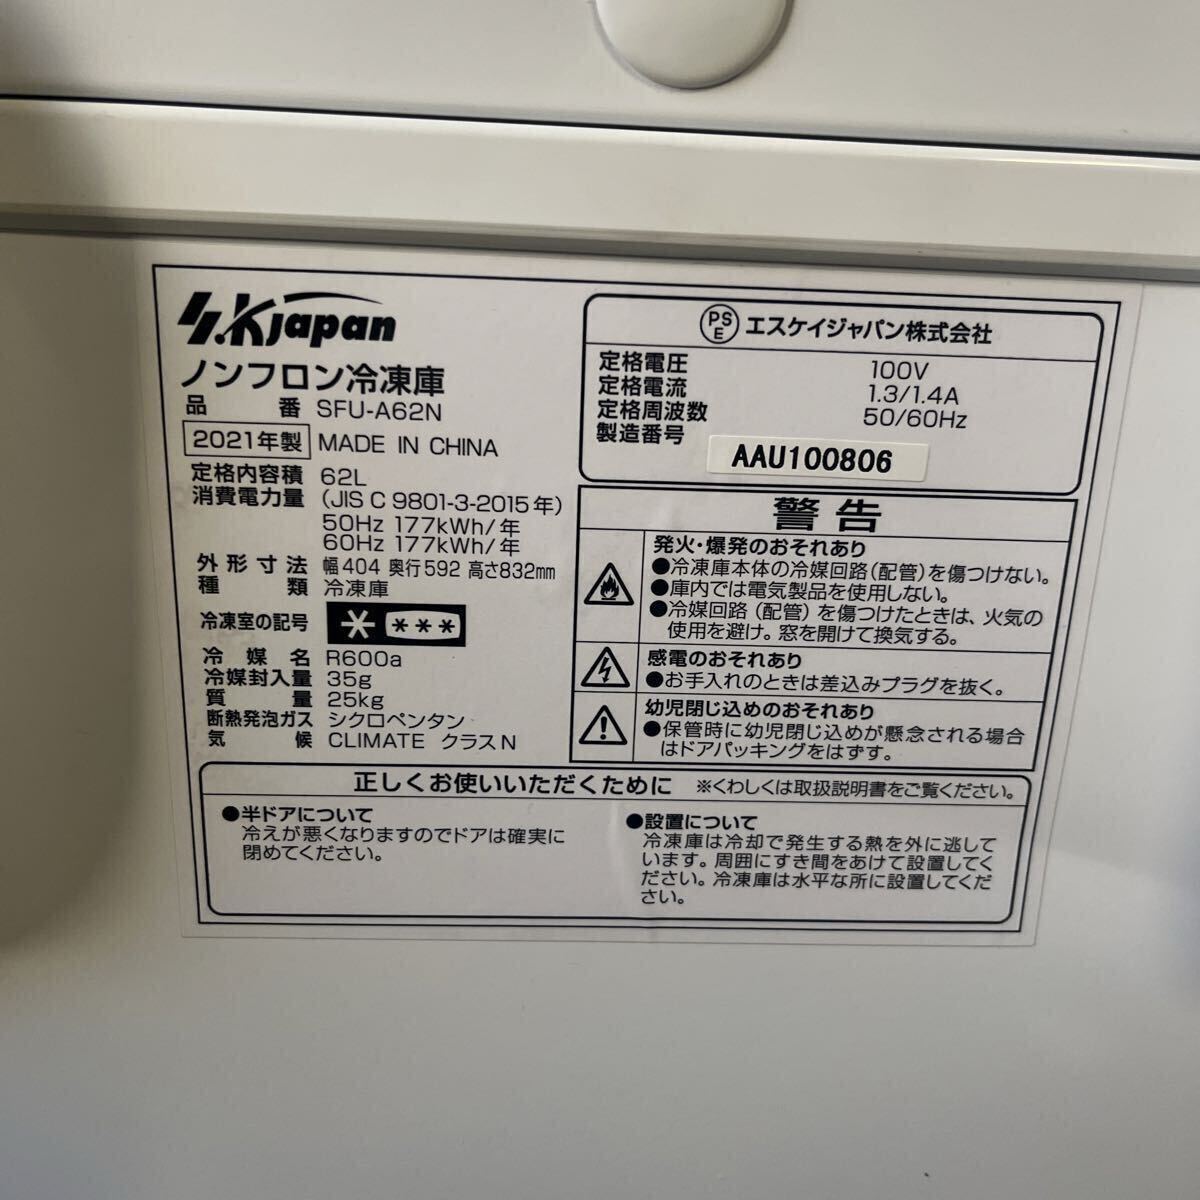 S.Kjapan
ノンフロン冷凍庫
品 番 SFU-A62N
2021年製 MADE IN CHINA
定格内容積 62L
消費電力量 (JIS C 9801-3-2015年)
50Hz 177kWh/年
60Hz 177kWh/年
外形寸法 幅404 奥行592 高さ832mm
種 類 冷凍庫
冷凍室の記号 * ***
冷 媒 名 R600a
冷媒封入量 35g
質 量 25kg
断熱発泡ガス シクロペンタン
気 候 CLIMATE クラスN
PSE エスケイジャパン株式会社
定格電圧 100V
定格電流 1.3/1.4A
定格周波数 50/60Hz
製造番号 AAU100806
警告
発火・爆発のおそれあり
●冷凍庫本体の冷媒回路(配管)を傷つけない。
●庫内では電気製品を使用しない。
●冷媒回路(配管)を傷つけたときは、火気の
使用を避け。窓を開けて換気する。
感電のおそれあり
●お手入れのときは差込みプラグを抜く。
幼児閉じ込めのおそれあり
●保管時に幼児閉じ込めが懸念される場合
はドアパッキングをはずす。
正しくお使いいただくために ※くわしくは取扱説明書をご覧ください。
●半ドアについて
冷えが悪くなりますのでドアは確実に
閉めてください。
●設置について
冷凍庫は冷却で発生する熱を外に逃して
います。周囲にすき間をあけて設置してく
ださい。冷凍庫は水平な所に設置してくだ
さい。